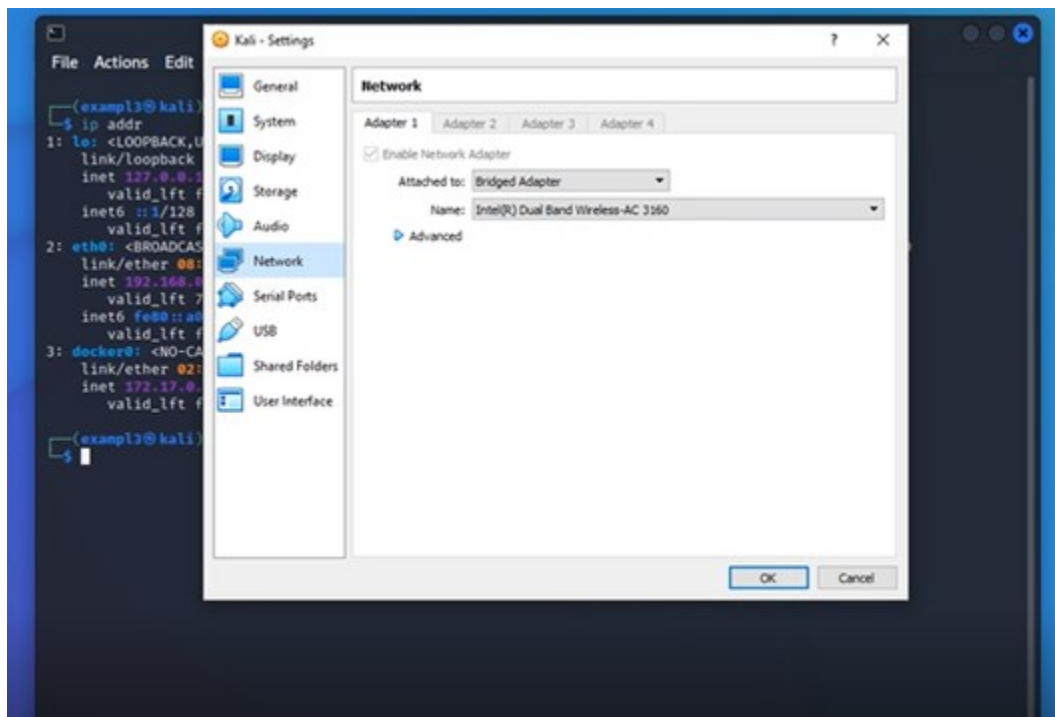 File Actions Edit
┌──(exampl3㉿kali)
└─$ ip addr
1: lo: <LOOPBACK,U
link/loopback
inet 127.0.0.1
valid_lft f
inet6 ::1/128
valid_lft f
2: eth0: <BROADCAS
link/ether 08:
inet 192.168.0
valid_lft 7
inet6 fe80::a0
valid_lft f
3: docker0: <NO-CA
link/ether 02:
inet 172.17.0.
valid_lft f
┌──(exampl3㉿kali)
└─$
Kali - Settings
General
System
Display
Storage
Audio
Network
Serial Ports
USB
Shared Folders
User Interface
Network
Adapter 1 Adapter 2 Adapter 3 Adapter 4
Enable Network Adapter
Attached to: Bridged Adapter
Name: Intel(R) Dual Band Wireless-AC 3160
Advanced
OK Cancel